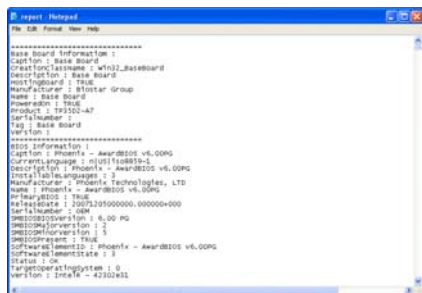 report - Notepad
File Edit Format View Help
==============================
Base board information :
Caption : Base Board
CreationClassName : Win32_BaseBoard
Description : Base Board
HostingBoard : TRUE
Manufacturer : Biostar Group
Name : Base Board
PoweredOn : TRUE
Product : TP35D2-A7
SerialNumber :
Tag : Base Board
Version :
==============================
BIOS Information :
Caption : Phoenix - AwardBIOS v6.00PG
CurrentLanguage : n|US|iso8859-1
Description : Phoenix - AwardBIOS v6.00PG
InstallableLanguages : 3
Manufacturer : Phoenix Technologies, LTD
Name : Phoenix - AwardBIOS v6.00PG
PrimaryBIOS : TRUE
ReleaseDate : 20071205000000.000000+000
SerialNumber : OEM
SMBIOSBIOSVersion : 6.00 PG
SMBIOSMajorVersion : 2
SMBIOSMinorVersion : 5
SMBIOSPresent : TRUE
SoftwareElementID : Phoenix - AwardBIOS v6.00PG
SoftwareElementState : 3
Status : OK
TargetOperatingSystem : 0
Version : IntelR - 42302e31